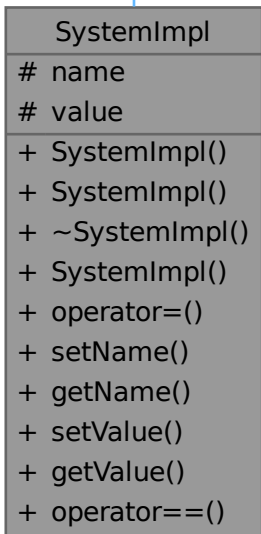 SystemImpl
# name
# value
+ SystemImpl()
+ SystemImpl()
+ ~SystemImpl()
+ SystemImpl()
+ operator=()
+ setName()
+ getName()
+ setValue()
+ getValue()
+ operator==()